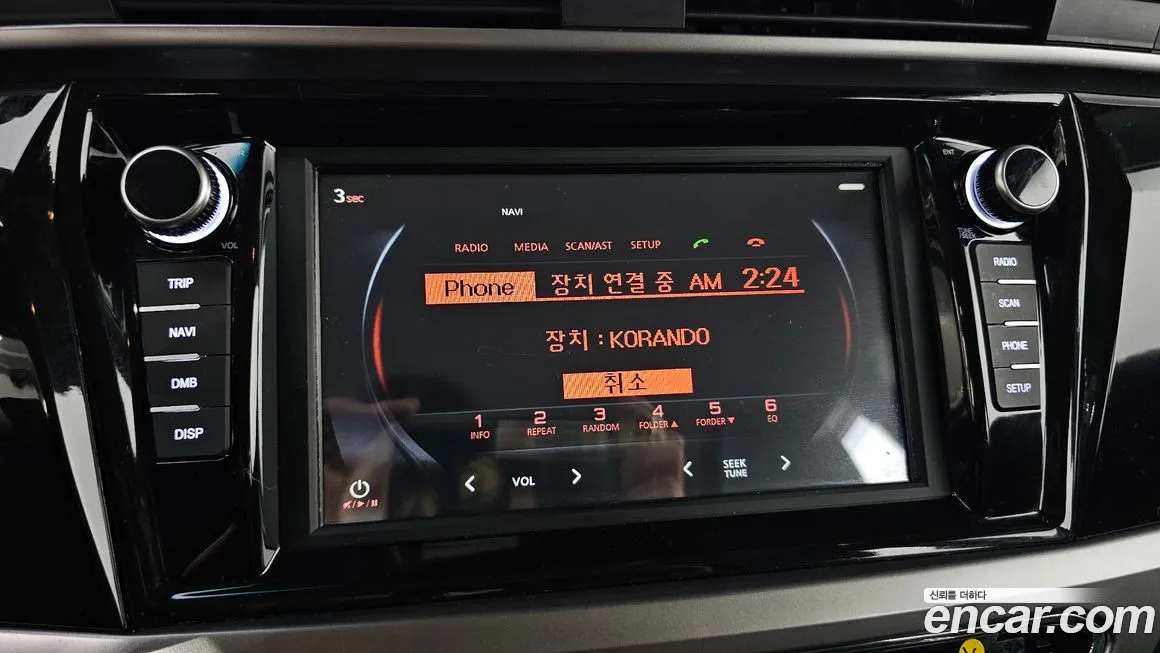 3sec
NAVI
RADIO MEDIA SCAN/AST SETUP
Phone 장치 연결 중 AM 2:24
장치 : KORANDO
취소
1 2 3 4 5 6
INFO REPEAT RANDOM FOLDER▲ FORDER▼ EQ
< VOL > < SEEK TUNE >
VOL
TRIP
NAVI
DMB
DISP
ENT
TUNE
/SEEK
RADIO
SCAN
PHONE
SETUP
신뢰를 더하다
encar.com